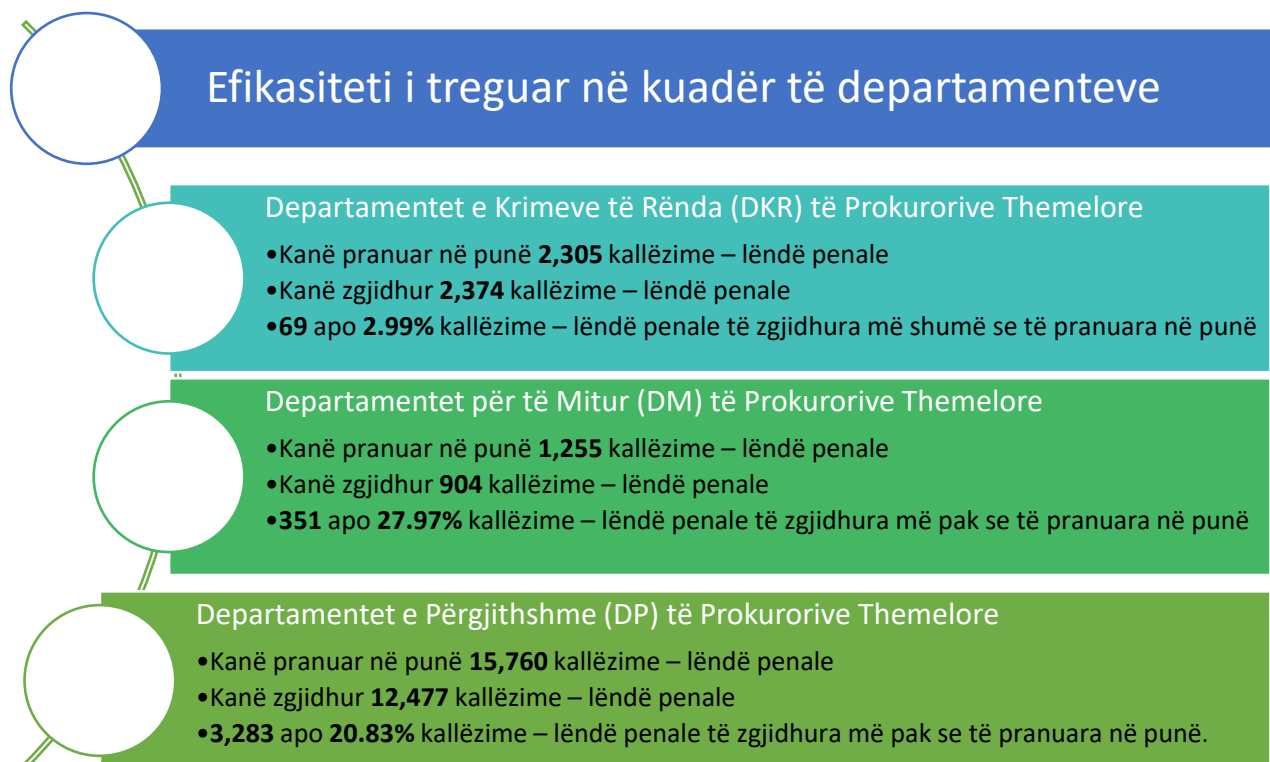 Efikasiteti i treguar në kuadër të departamenteve
Departamentet e Krimeve të Rënda (DKR) të Prokurorive Themelore
•Kanë pranuar në punë 2,305 kallëzime – lëndë penale
•Kanë zgjidhur 2,374 kallëzime – lëndë penale
•69 apo 2.99% kallëzime – lëndë penale të zgjidhura më shumë se të pranuara në punë
Departamentet për të Mitur (DM) të Prokurorive Themelore
•Kanë pranuar në punë 1,255 kallëzime – lëndë penale
•Kanë zgjidhur 904 kallëzime – lëndë penale
•351 apo 27.97% kallëzime – lëndë penale të zgjidhura më pak se të pranuara në punë
Departamentet e Përgjithshme (DP) të Prokurorive Themelore
•Kanë pranuar në punë 15,760 kallëzime – lëndë penale
•Kanë zgjidhur 12,477 kallëzime – lëndë penale
•3,283 apo 20.83% kallëzime – lëndë penale të zgjidhura më pak se të pranuara në punë.